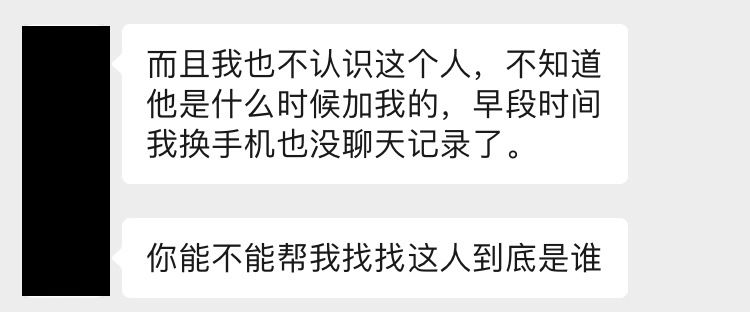 而且我也不认识这个人，不知道
他是什么时候加我的，早段时间
我换手机也没聊天记录了。
你能不能帮我找找这人到底是谁